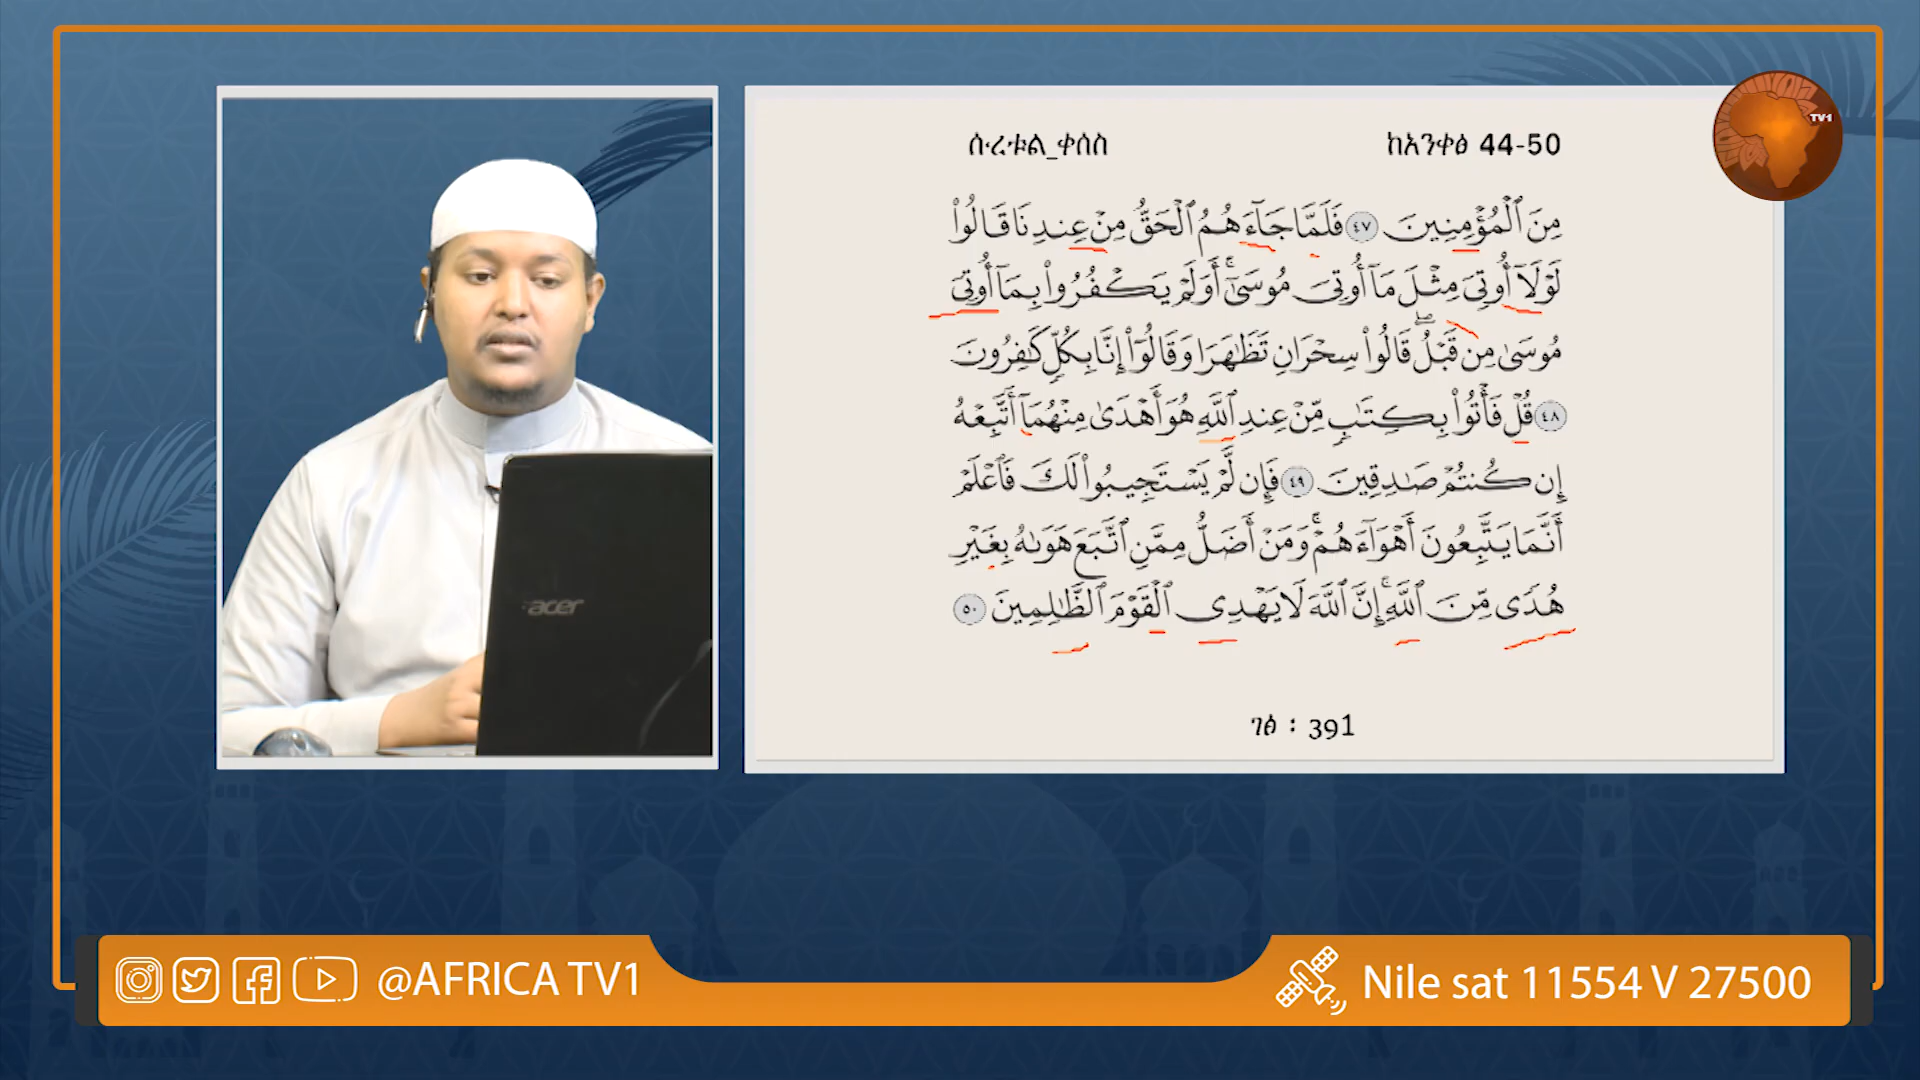 ሱረቱል_ቀሰስ
ከአንቀፅ 44-50
TV1
مِنَ ٱلْمُؤْمِنِينَ ٤٧ فَلَمَّا جَآءَهُمُ ٱلْحَقُّ مِنْ عِندِنَا قَالُوا۟
لَوْلَآ أُوتِىَ مِثْلَ مَآ أُوتِىَ مُوسَىٰٓ ۚ أَوَلَمْ يَكْفُرُوا۟ بِمَآ أُوتِىَ
مُوسَىٰ مِن قَبْلُ ۖ قَالُوا۟ سِحْرَانِ تَظَٰهَرَا وَقَالُوٓا۟ إِنَّا بِكُلٍّ كَٰفِرُونَ
٤٨ قُلْ فَأْتُوا۟ بِكِتَٰبٍ مِّنْ عِندِ ٱللَّهِ هُوَ أَهْدَىٰ مِنْهُمَآ أَتَّبِعْهُ
إِن كُنتُمْ صَٰدِقِينَ ٤٩ فَإِن لَّمْ يَسْتَجِيبُوا۟ لَكَ فَٱعْلَمْ
أَنَّمَا يَتَّبِعُونَ أَهْوَآءَهُمْ ۚ وَمَنْ أَضَلُّ مِمَّنِ ٱتَّبَعَ هَوَىٰهُ بِغَيْرِ
هُدًى مِّنَ ٱللَّهِ ۚ إِنَّ ٱللَّهَ لَا يَهْدِى ٱلْقَوْمَ ٱلظَّٰلِمِينَ ٥٠
ገፅ : 391
acer
@AFRICA TV1
Nile sat 11554 V 27500